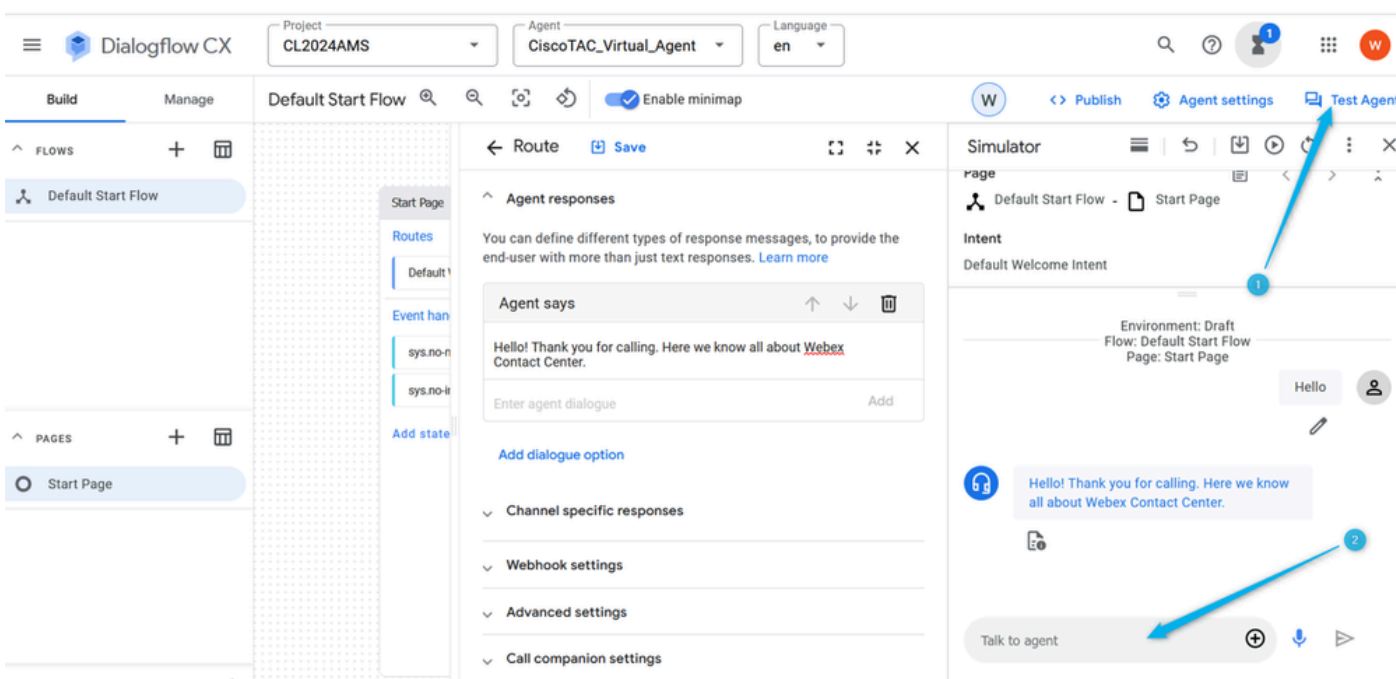 Project
Agent
Language
Dialogflow CX
CL2024AMS
CiscoTAC_Virtual_Agent
en
1
W
Build
Manage
Default Start Flow
Enable minimap
W
<> Publish
Agent settings
Test Agent
FLOWS
Default Start Flow
PAGES
Start Page
Start Page
Routes
Default
Event han
sys.no-n
sys.no-in
Add state
Route
Save
Agent responses
You can define different types of response messages, to provide the
end-user with more than just text responses. Learn more
Agent says
Hello! Thank you for calling. Here we know all about Webex
Contact Center.
Enter agent dialogue
Add
Add dialogue option
Channel specific responses
Webhook settings
Advanced settings
Call companion settings
Simulator
Page
Default Start Flow - Start Page
Intent
Default Welcome Intent
1
Environment: Draft
Flow: Default Start Flow
Page: Start Page
Hello
Hello! Thank you for calling. Here we know
all about Webex Contact Center.
2
Talk to agent